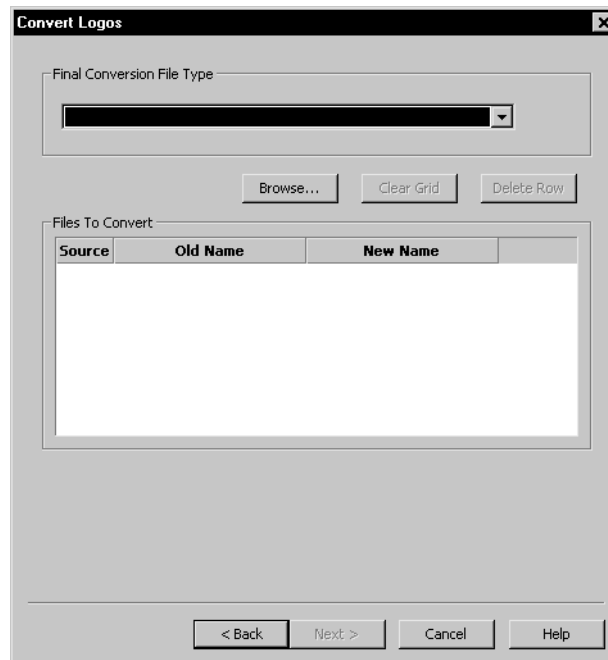 Convert Logos
Final Conversion File Type
Browse... Clear Grid Delete Row
Files To Convert
Source Old Name New Name
< Back Next > Cancel Help